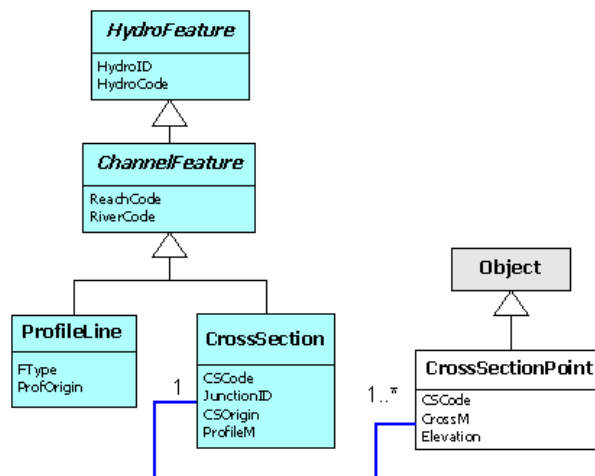 HydroFeature
HydroID
HydroCode
ChannelFeature
ReachCode
RiverCode
Object
ProfileLine
FType
ProfOrigin
CrossSection
CSCode
JunctionID
CSOrigin
ProfileM
1
CrossSectionPoint
CSCode
CrossM
Elevation
1..*